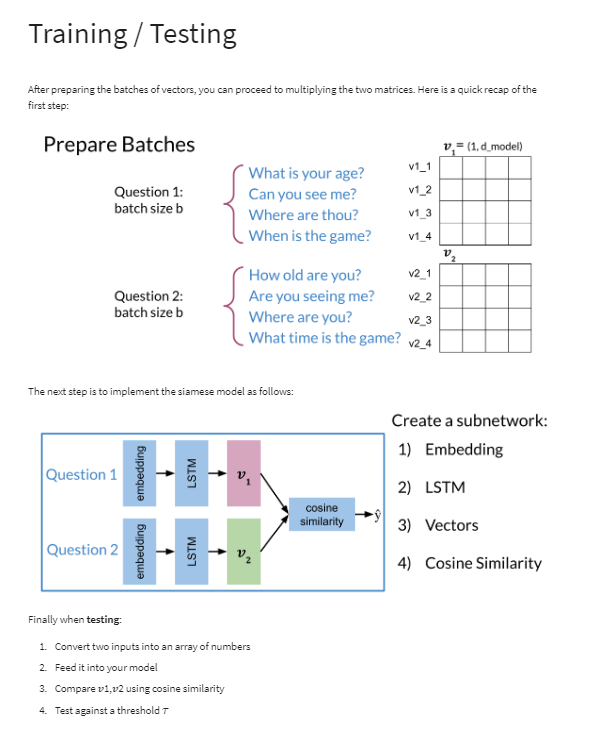 Training / Testing
After preparing the batches of vectors, you can proceed to multiplying the two matrices. Here is a quick recap of the
first step:
Prepare Batches
v₁= (1, d_model)
Question 1:
batch size b
What is your age?
Can you see me?
Where are thou?
When is the game?
v1_1
v1_2
v1_3
v1_4
v₂
Question 2:
batch size b
How old are you?
Are you seeing me?
Where are you?
What time is the game?
v2_1
v2_2
v2_3
v2_4
The next step is to implement the siamese model as follows:
Question 1
embedding
LSTM
v₁
Question 2
embedding
LSTM
v₂
cosine
similarity
ŷ
Create a subnetwork:
1) Embedding
2) LSTM
3) Vectors
4) Cosine Similarity
Finally when testing:
1. Convert two inputs into an array of numbers
2. Feed it into your model
3. Compare v1,v2 using cosine similarity
4. Test against a threshold τ